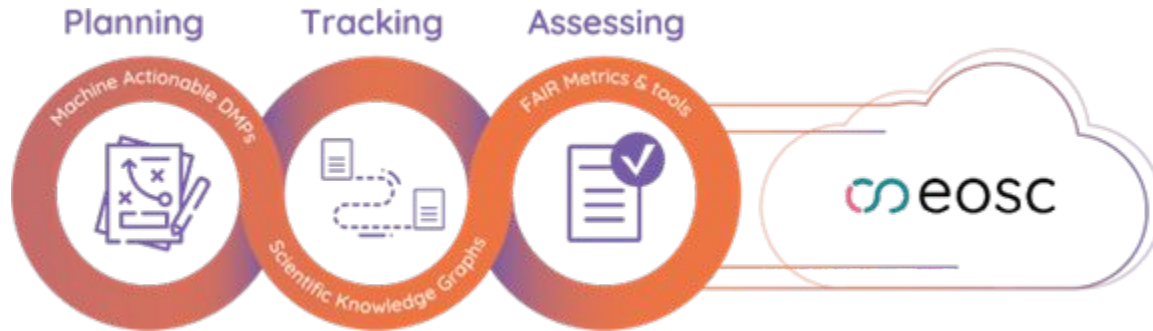 Planning
Tracking
Assessing
Machine Actionable DMPs
Scientific Knowledge Graphs
FAIR Metrics & tools
eosc